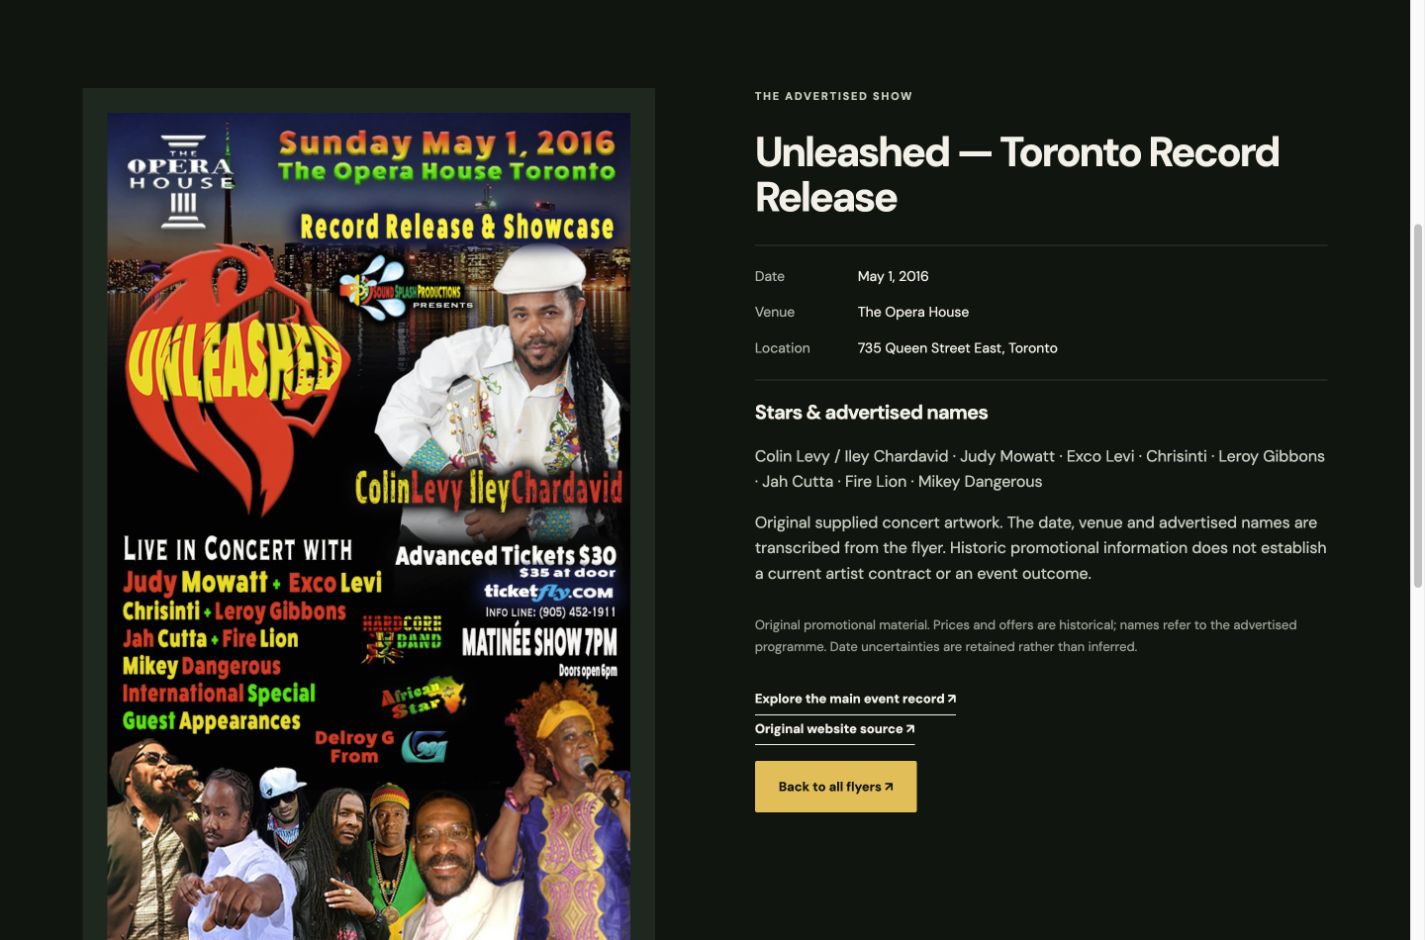 THE
OPERA
HOUSE
Sunday May 1, 2016
The Opera House Toronto
Record Release & Showcase
SOUND SPLASH PRODUCTIONS
PRESENTS
UNLEASHED
ColinLevy IleyChardavid
LIVE IN CONCERT WITH
Judy Mowatt + Exco Levi
Chrisinti + Leroy Gibbons
Jah Cutta + Fire Lion
Mikey Dangerous
International Special
Guest Appearances
Advanced Tickets $30
$35 at door
ticketfly.COM
INFO LINE: (905) 452-1911
HARDCORE
BAND
MATINÉE SHOW 7PM
Doors open 6pm
African
Star
Delroy G
From
THE ADVERTISED SHOW
Unleashed — Toronto Record
Release
Date May 1, 2016
Venue The Opera House
Location 735 Queen Street East, Toronto
Stars & advertised names
Colin Levy / Iley Chardavid · Judy Mowatt · Exco Levi · Chrisinti · Leroy Gibbons
· Jah Cutta · Fire Lion · Mikey Dangerous
Original supplied concert artwork. The date, venue and advertised names are
transcribed from the flyer. Historic promotional information does not establish
a current artist contract or an event outcome.
Original promotional material. Prices and offers are historical; names refer to the advertised
programme. Date uncertainties are retained rather than inferred.
Explore the main event record ↗
Original website source ↗
Back to all flyers ↗